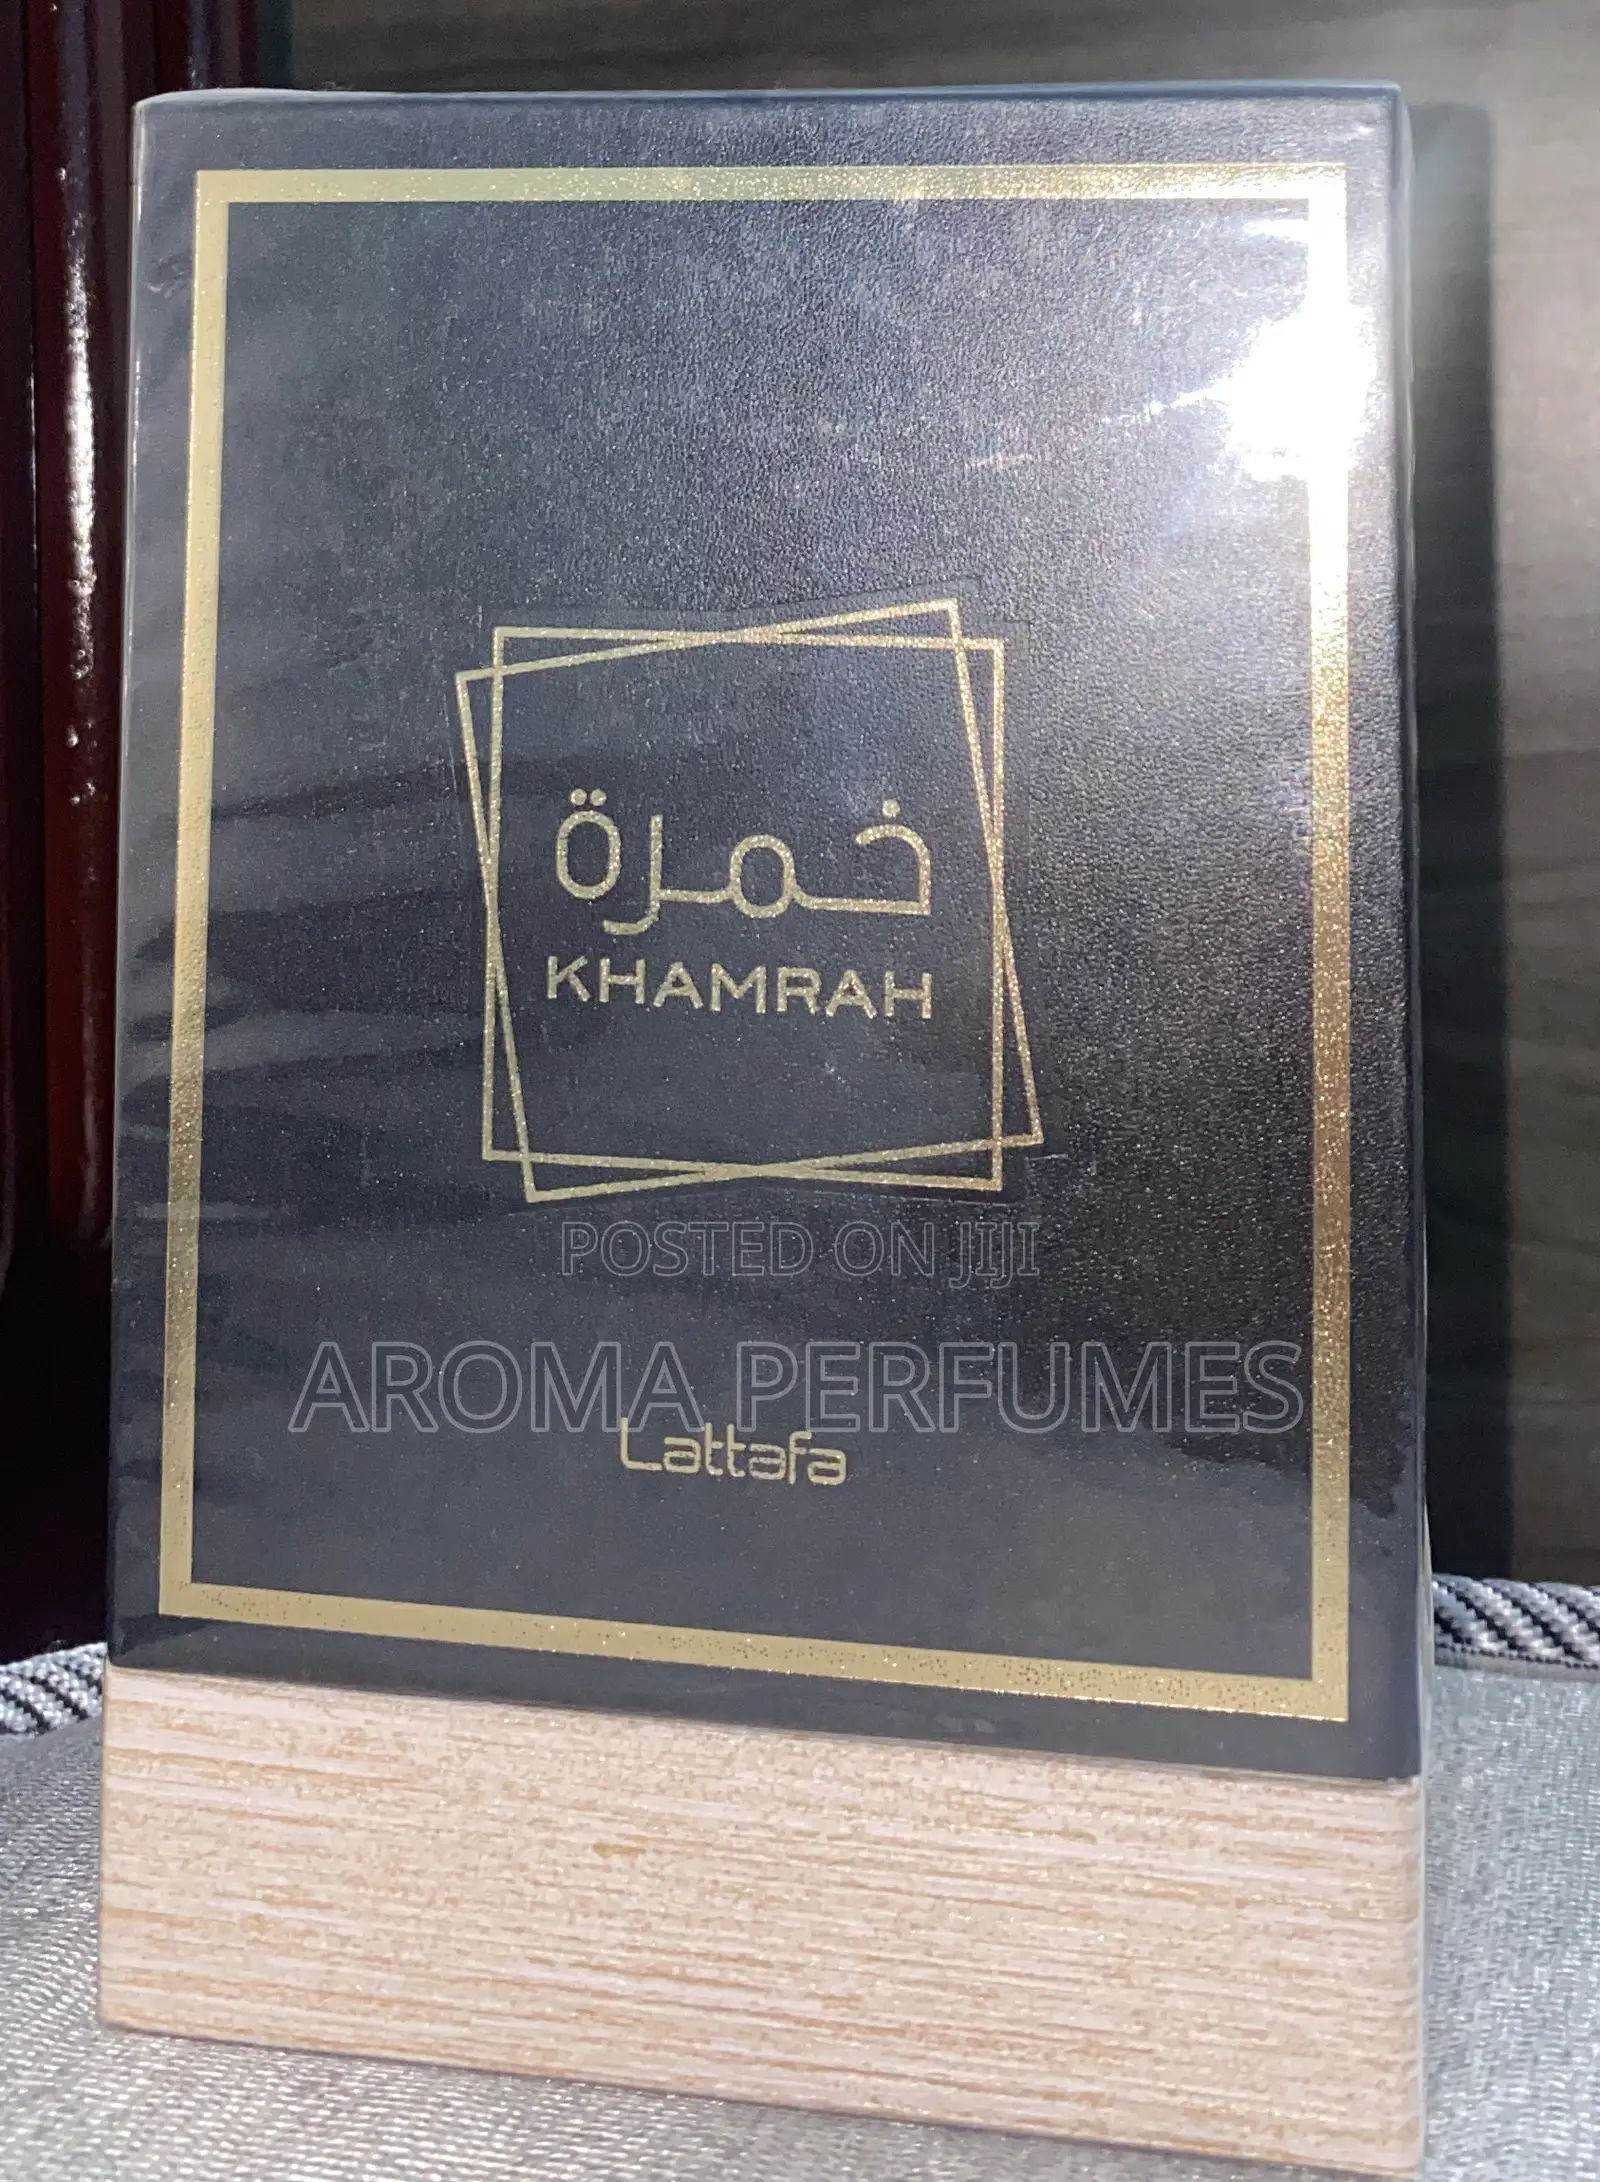 خمرة
KHAMRAH
POSTED ON JIJI
AROMA PERFUMES
Lattafa